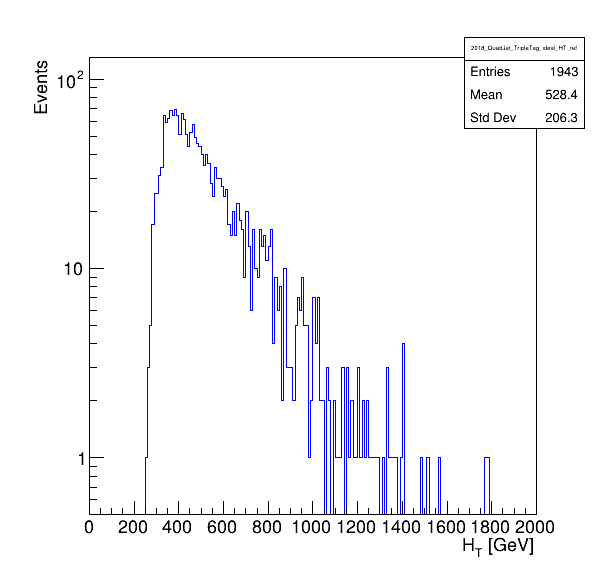 2018_QuadJet_TripleTag_ideal_HT_ref
Entries 1943
Mean 528.4
Std Dev 206.3
Events
10²
10
1
0 200 400 600 800 1000 1200 1400 1600 1800 2000
H_T [GeV]